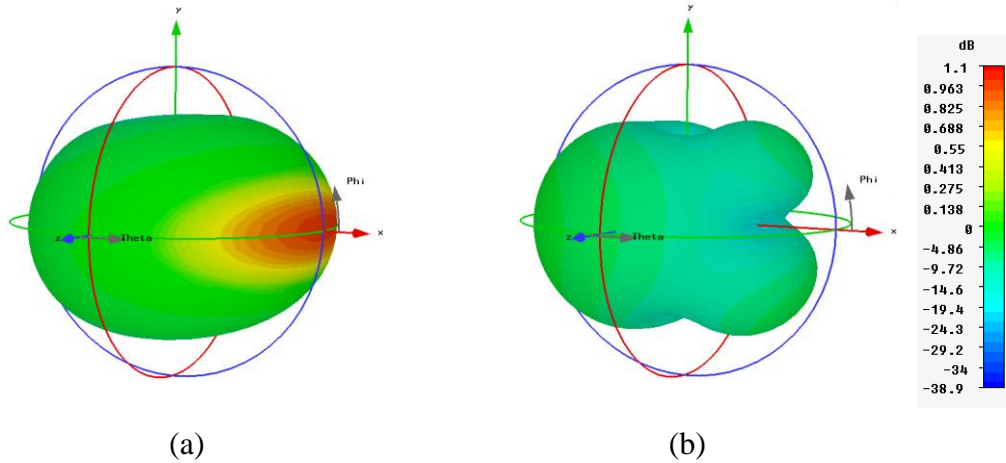 y
Phi
z
Theta
x
(a)
y
Phi
z
Theta
x
(b)
dB
1.1
0.963
0.825
0.688
0.55
0.413
0.275
0.138
0
-4.86
-9.72
-14.6
-19.4
-24.3
-29.2
-34
-38.9